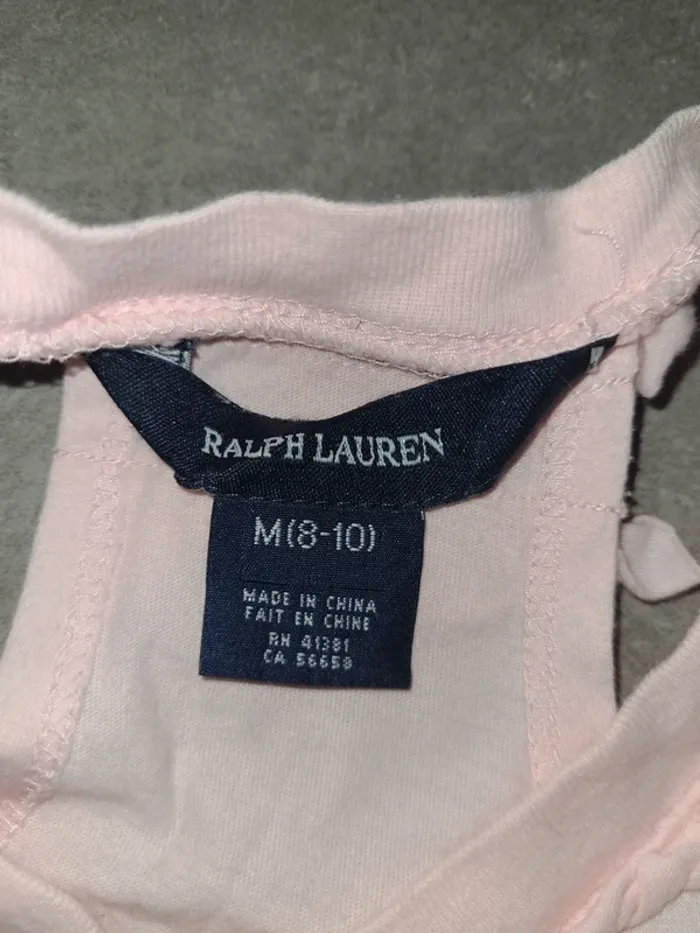 RALPH LAUREN
M(8-10)
MADE IN CHINA
FAIT EN CHINE
RN 41381
CA 56658